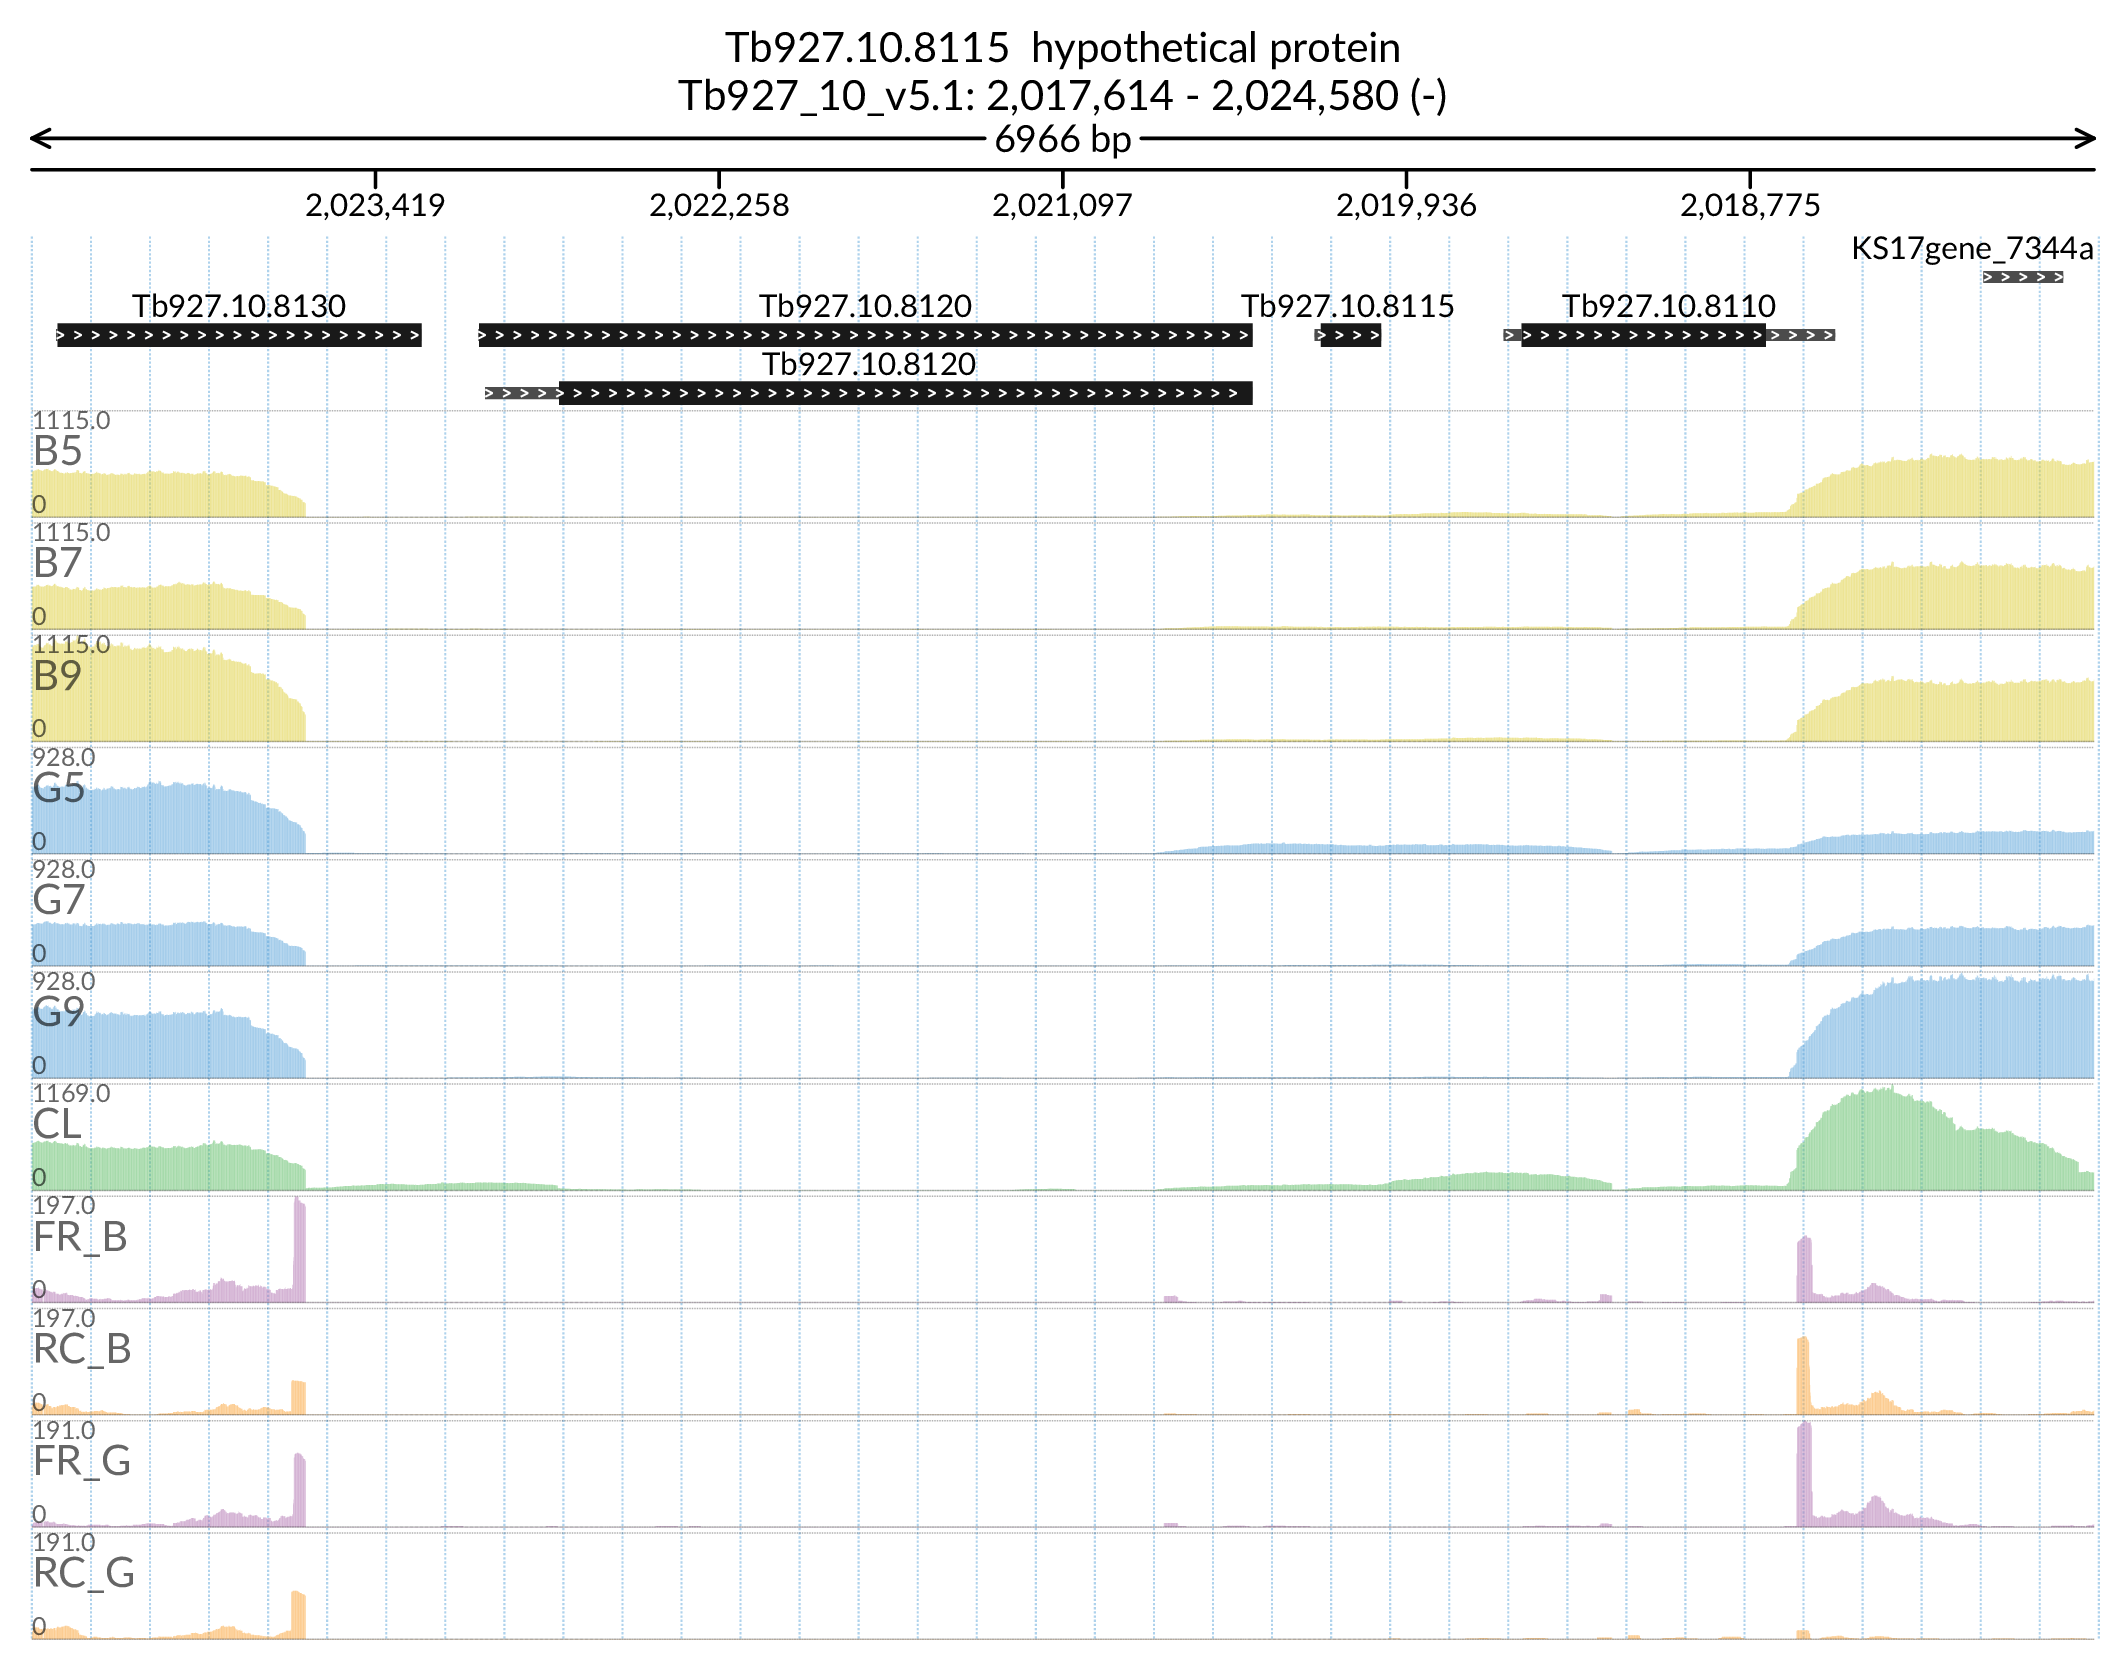 Tb927.10.8115  hypothetical protein
Tb927_10_v5.1: 2,017,614 - 2,024,580 (-)
6966 bp
2,023,419 2,022,258 2,021,097 2,019,936 2,018,775
KS17gene_7344a
Tb927.10.8130 Tb927.10.8120 Tb927.10.8115 Tb927.10.8110
Tb927.10.8120
1115.0
B5
0
1115.0
B7
0
1115.0
B9
0
928.0
G5
0
928.0
G7
0
928.0
G9
0
1169.0
CL
0
197.0
FR_B
0
197.0
RC_B
0
191.0
FR_G
0
191.0
RC_G
0